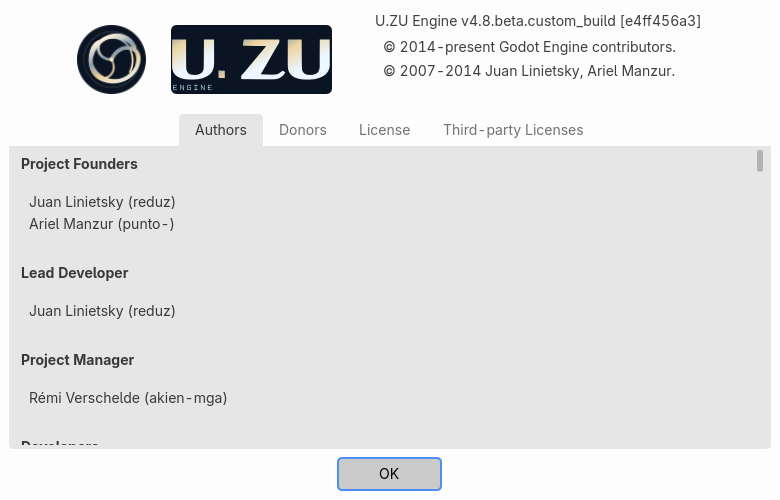 U.ZU
ENGINE
U.ZU Engine v4.8.beta.custom_build [e4ff456a3]
© 2014-present Godot Engine contributors.
© 2007-2014 Juan Linietsky, Ariel Manzur.
Authors Donors License Third-party Licenses
Project Founders
Juan Linietsky (reduz)
Ariel Manzur (punto-)
Lead Developer
Juan Linietsky (reduz)
Project Manager
Rémi Verschelde (akien-mga)
OK